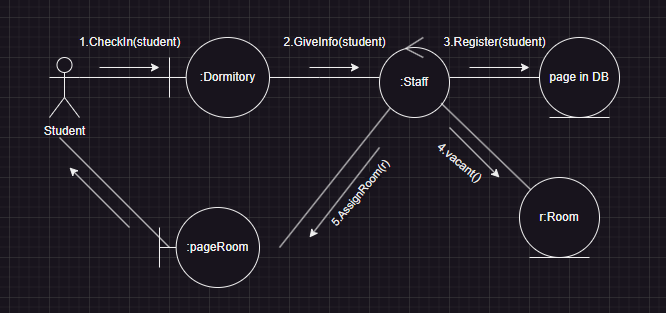 1.CheckIn(student)
2.GiveInfo(student)
3.Register(student)
:Dormitory
:Staff
page in DB
Student
4.vacant()
5.AssignRoom(r)
r:Room
:pageRoom